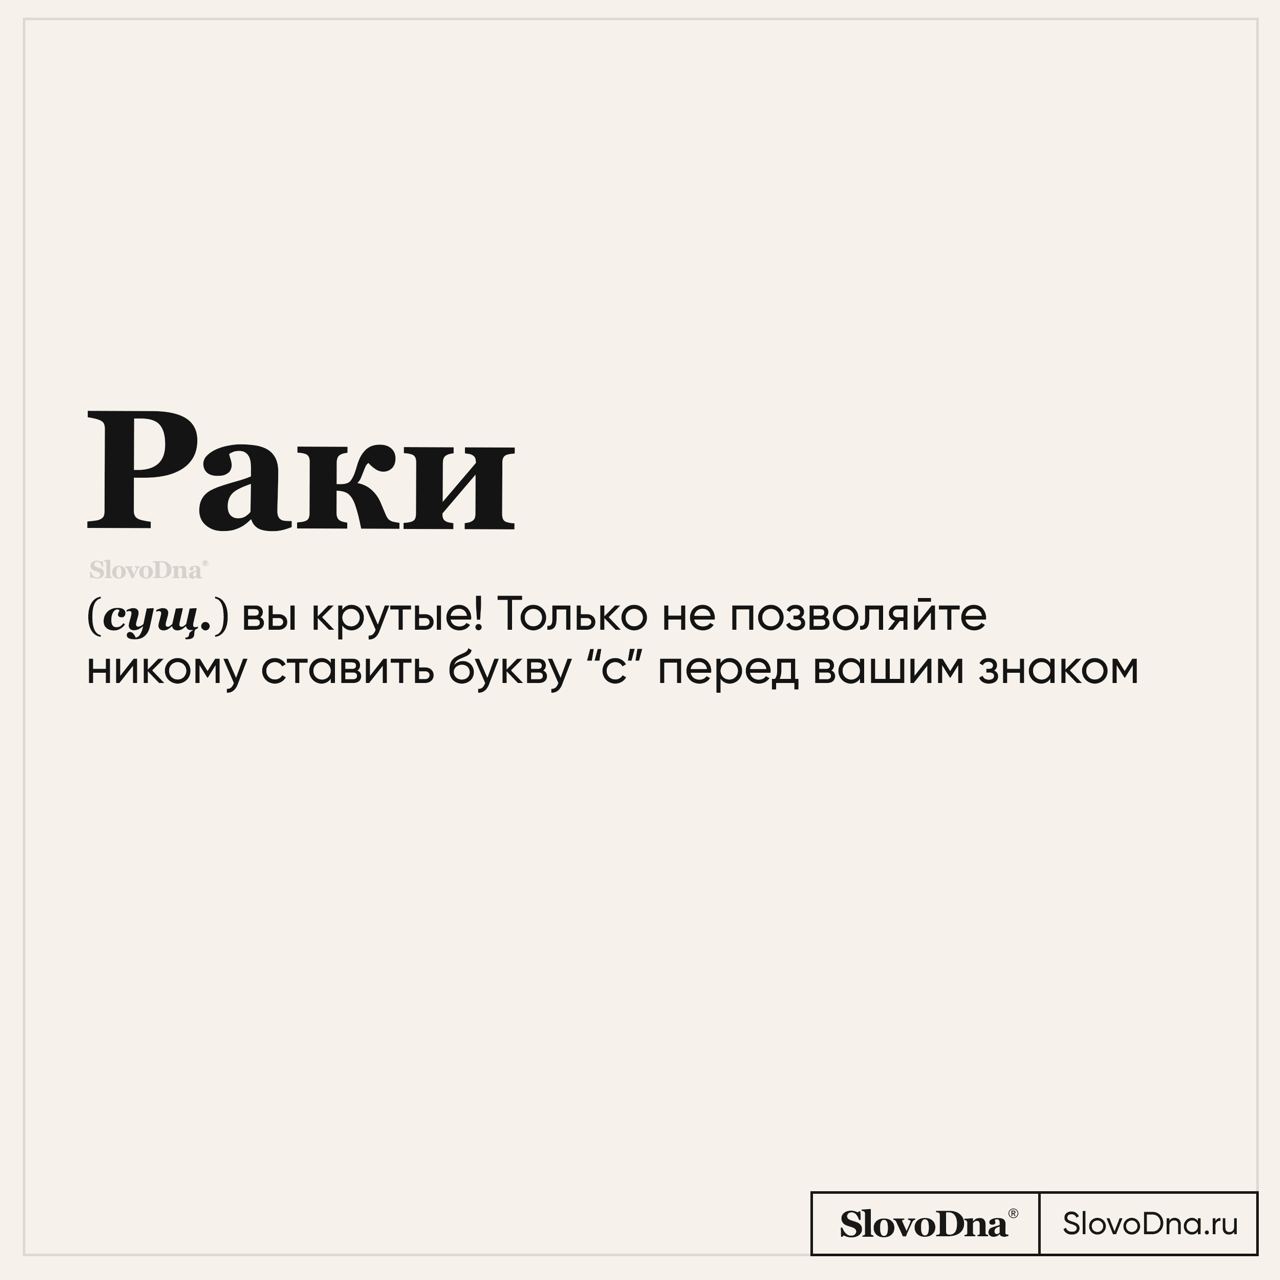 Раки
SlovoDna®
(сущ.) вы крутые! Только не позволяйте
никому ставить букву “с” перед вашим знаком
SlovoDna® SlovoDna.ru